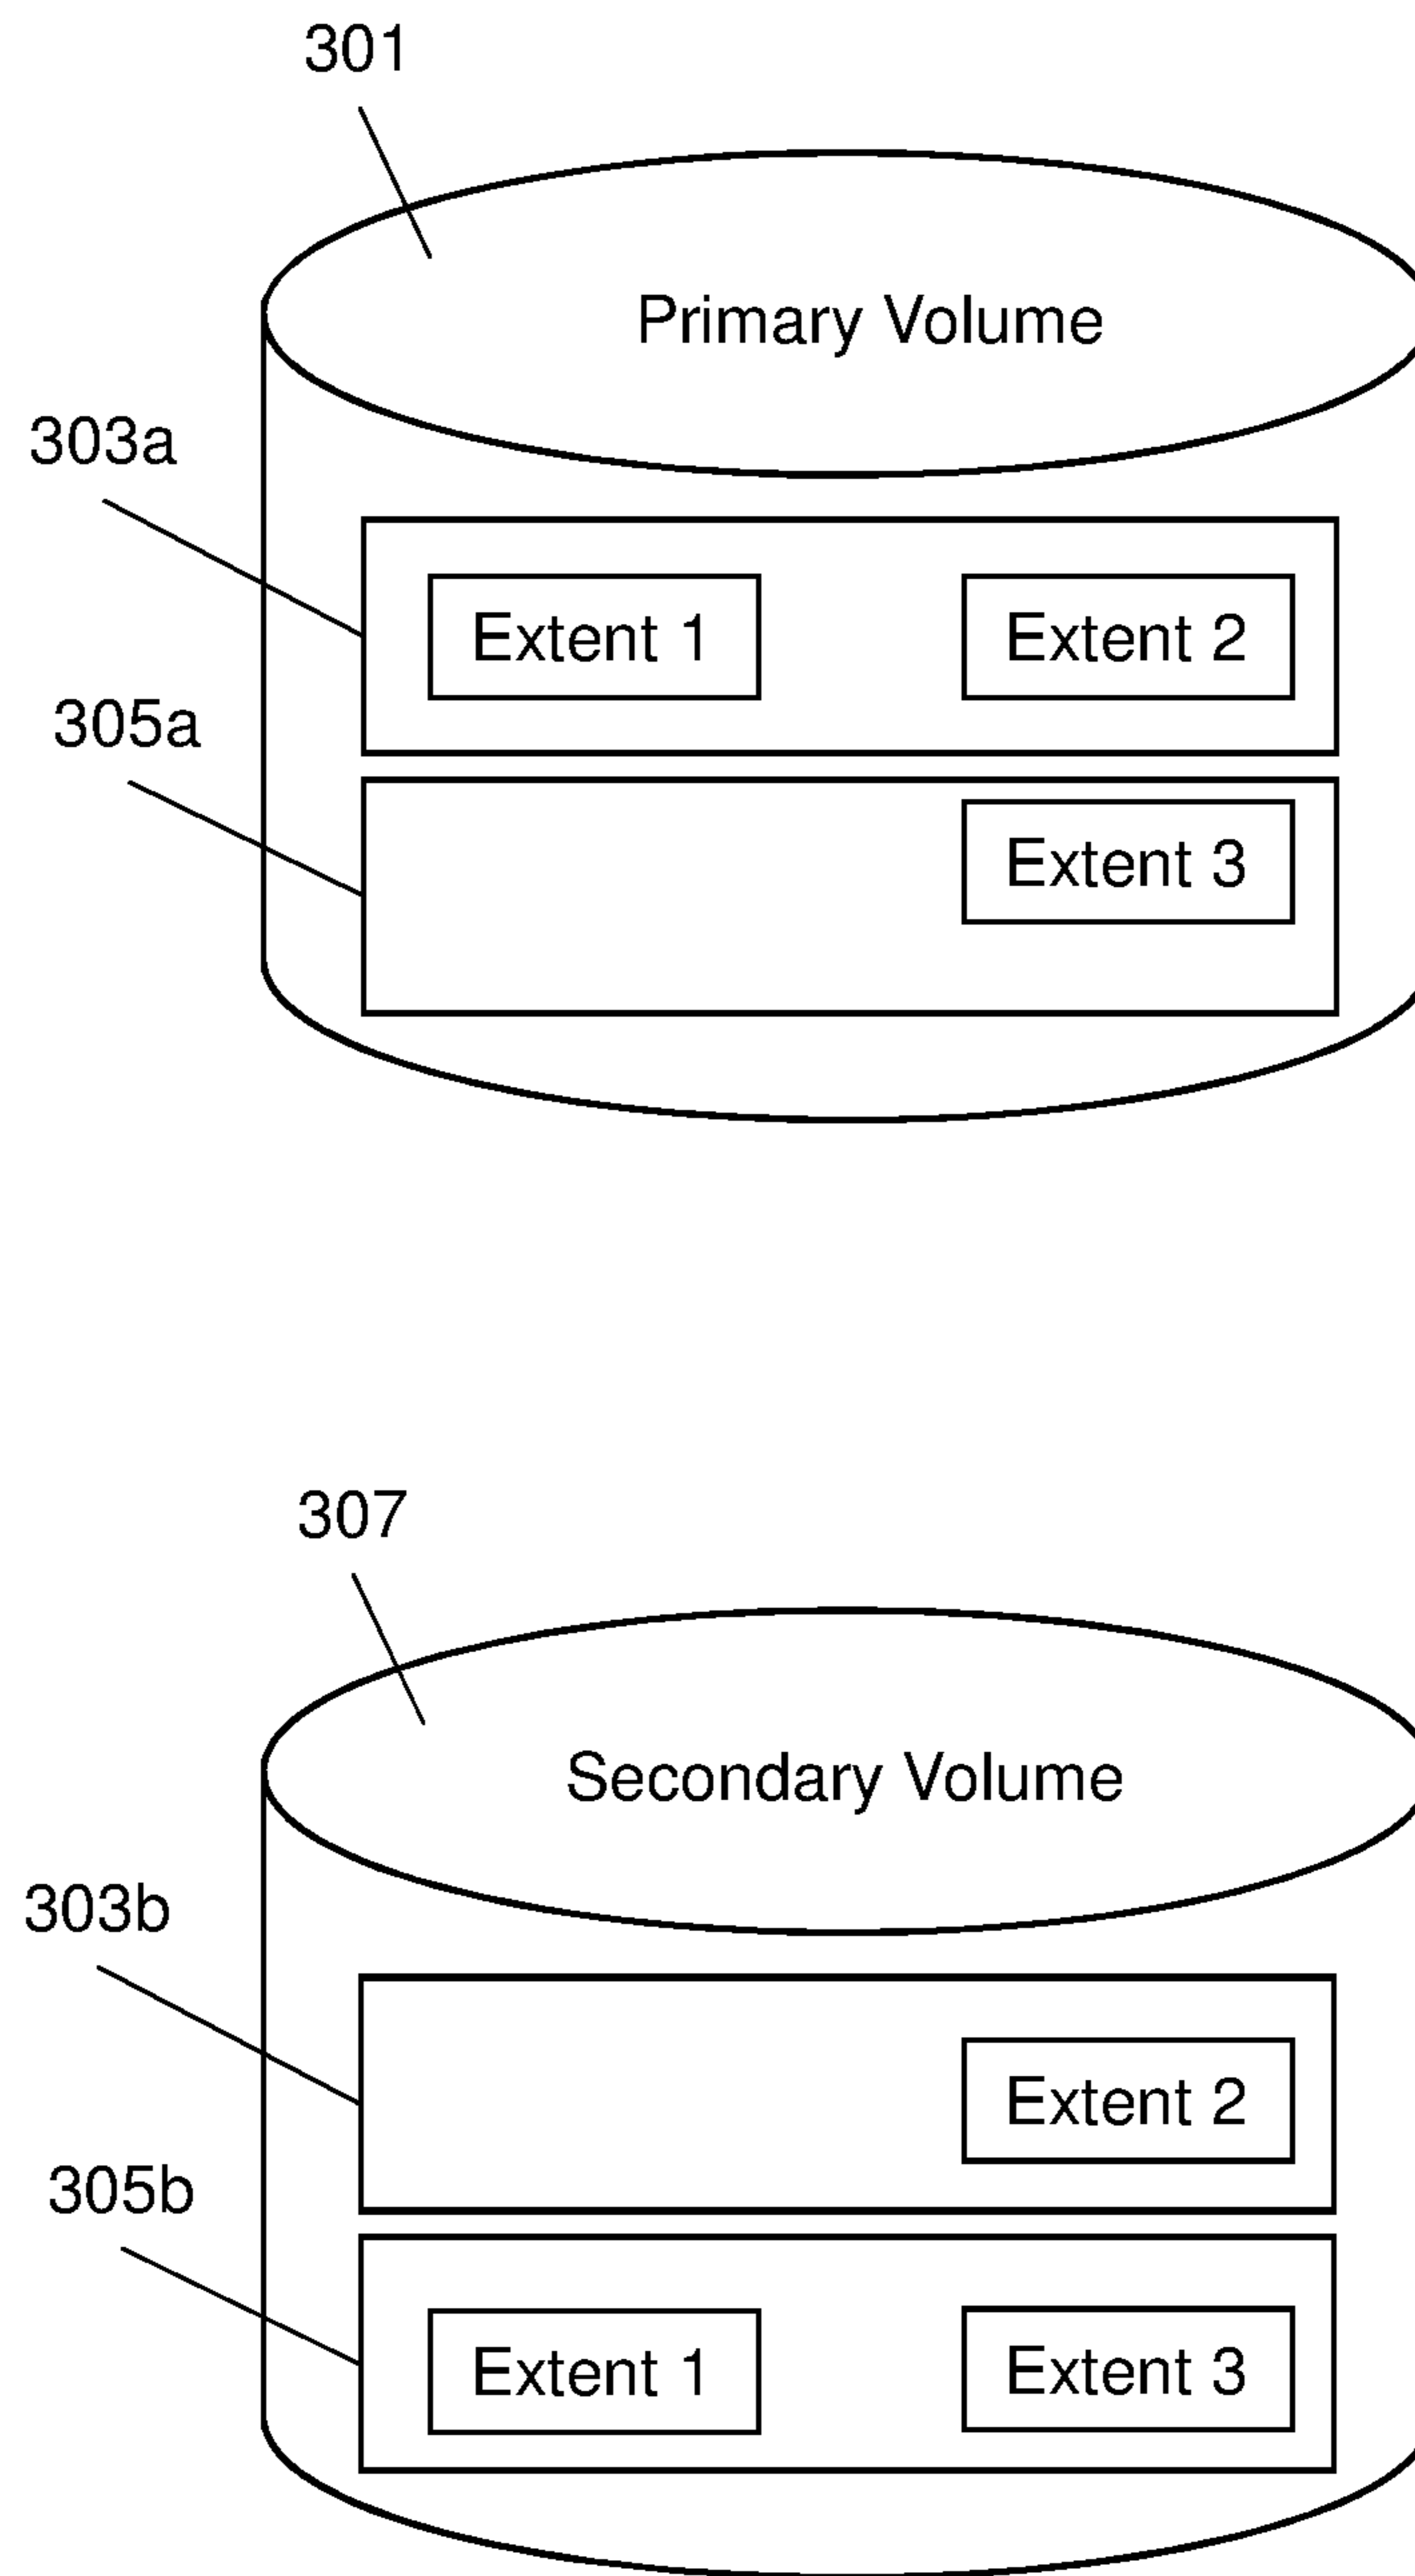 301
Primary Volume
303a
Extent 1 Extent 2
305a
Extent 3
307
Secondary Volume
303b
Extent 2
305b
Extent 1 Extent 3